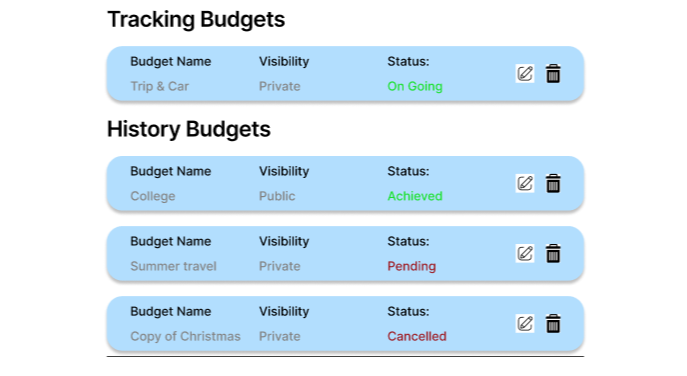 Tracking Budgets
Budget Name Visibility Status:
Trip & Car Private On Going
History Budgets
Budget Name Visibility Status:
College Public Achieved
Budget Name Visibility Status:
Summer travel Private Pending
Budget Name Visibility Status:
Copy of Christmas Private Cancelled